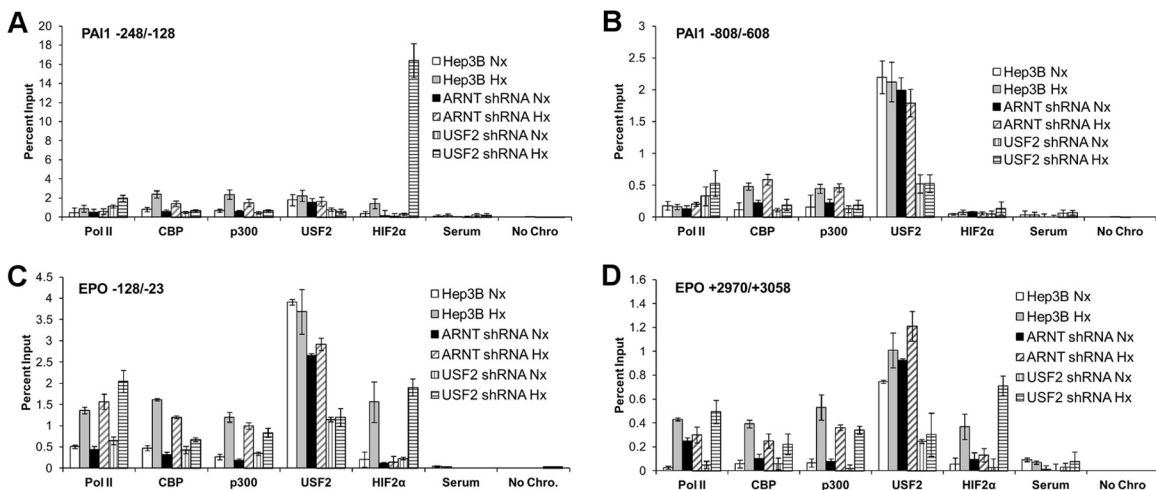 A
PAI1 -248/-128
Percent Input
20
18
16
14
12
10
8
6
4
2
0
Hep3B Nx
Hep3B Hx
ARNT shRNA Nx
ARNT shRNA Hx
USF2 shRNA Nx
USF2 shRNA Hx
Pol II CBP p300 USF2 HIF2α Serum No Chro
B
PAI1 -808/-608
Percent Input
3
2.5
2
1.5
1
0.5
0
Hep3B Nx
Hep3B Hx
ARNT shRNA Nx
ARNT shRNA Hx
USF2 shRNA Nx
USF2 shRNA Hx
Pol II CBP p300 USF2 HIF2α Serum No Chro
C
EPO -128/-23
Percent Input
4.5
4
3.5
3
2.5
2
1.5
1
0.5
0
Hep3B Nx
Hep3B Hx
ARNT shRNA Nx
ARNT shRNA Hx
USF2 shRNA Nx
USF2 shRNA Hx
Pol II CBP p300 USF2 HIF2α Serum No Chro.
D
EPO +2970/+3058
Percent Input
1.6
1.4
1.2
1
0.8
0.6
0.4
0.2
0
Hep3B Nx
Hep3B Hx
ARNT shRNA Nx
ARNT shRNA Hx
USF2 shRNA Nx
USF2 shRNA Hx
Pol II CBP p300 USF2 HIF2α Serum No Chro.